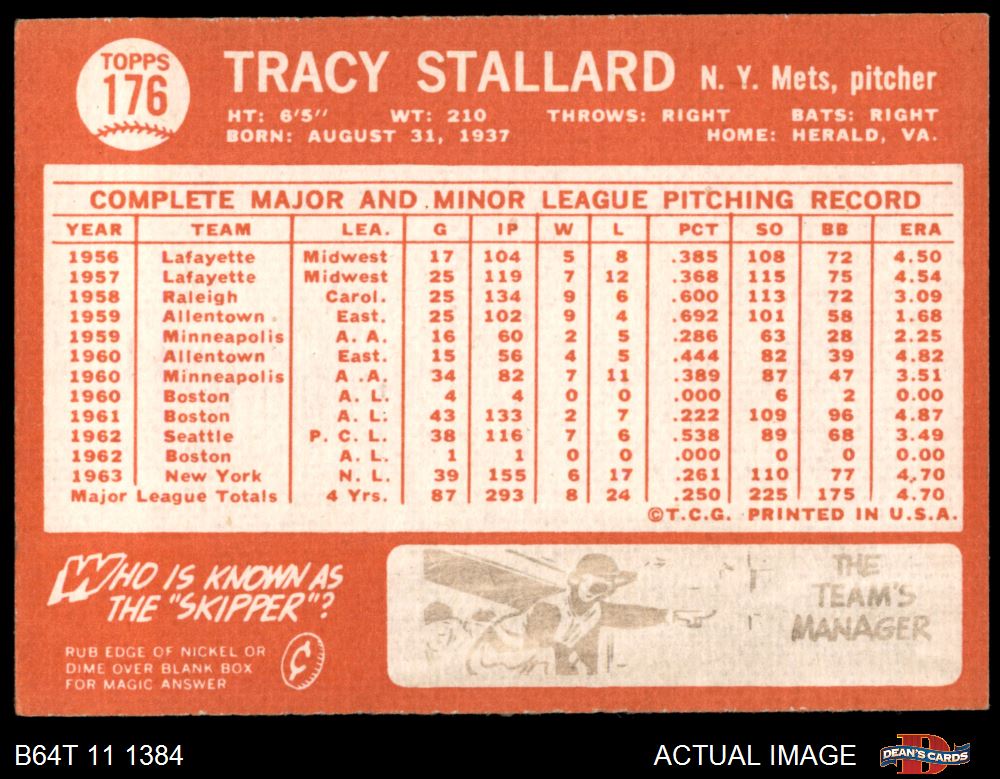 TOPPS
176
TRACY STALLARD N. Y. Mets, pitcher
HT: 6'5" WT: 210 THROWS: RIGHT BATS: RIGHT
BORN: AUGUST 31, 1937 HOME: HERALD, VA.
COMPLETE MAJOR AND MINOR LEAGUE PITCHING RECORD
YEAR TEAM LEA. G IP W L PCT SO BB ERA
1956 Lafayette Midwest 17 104 5 8 .385 108 72 4.50
1957 Lafayette Midwest 25 119 7 12 .368 115 75 4.54
1958 Raleigh Carol. 25 134 9 6 .600 113 72 3.09
1959 Allentown East. 25 102 9 4 .692 101 58 1.68
1959 Minneapolis A. A. 16 60 2 5 .286 63 28 2.25
1960 Allentown East. 15 56 4 5 .444 82 39 4.82
1960 Minneapolis A .A. 34 82 7 11 .389 87 47 3.51
1960 Boston A. L. 4 4 0 0 .000 6 2 0.00
1961 Boston A. L. 43 133 2 7 .222 109 96 4.87
1962 Seattle P. C. L. 38 116 7 6 .538 89 68 3.49
1962 Boston A. L. 1 1 0 0 .000 0 0 0.00
1963 New York N. L. 39 155 6 17 .261 110 77 4.70
Major League Totals 4 Yrs. 87 293 8 24 .250 225 175 4.70
©T.C.G. PRINTED IN U.S.A.
WHO IS KNOWN AS
THE "SKIPPER"?
RUB EDGE OF NICKEL OR
DIME OVER BLANK BOX
FOR MAGIC ANSWER
¢
THE
TEAM'S
MANAGER
B64T 11 1384 ACTUAL IMAGE DEAN'S CARDS